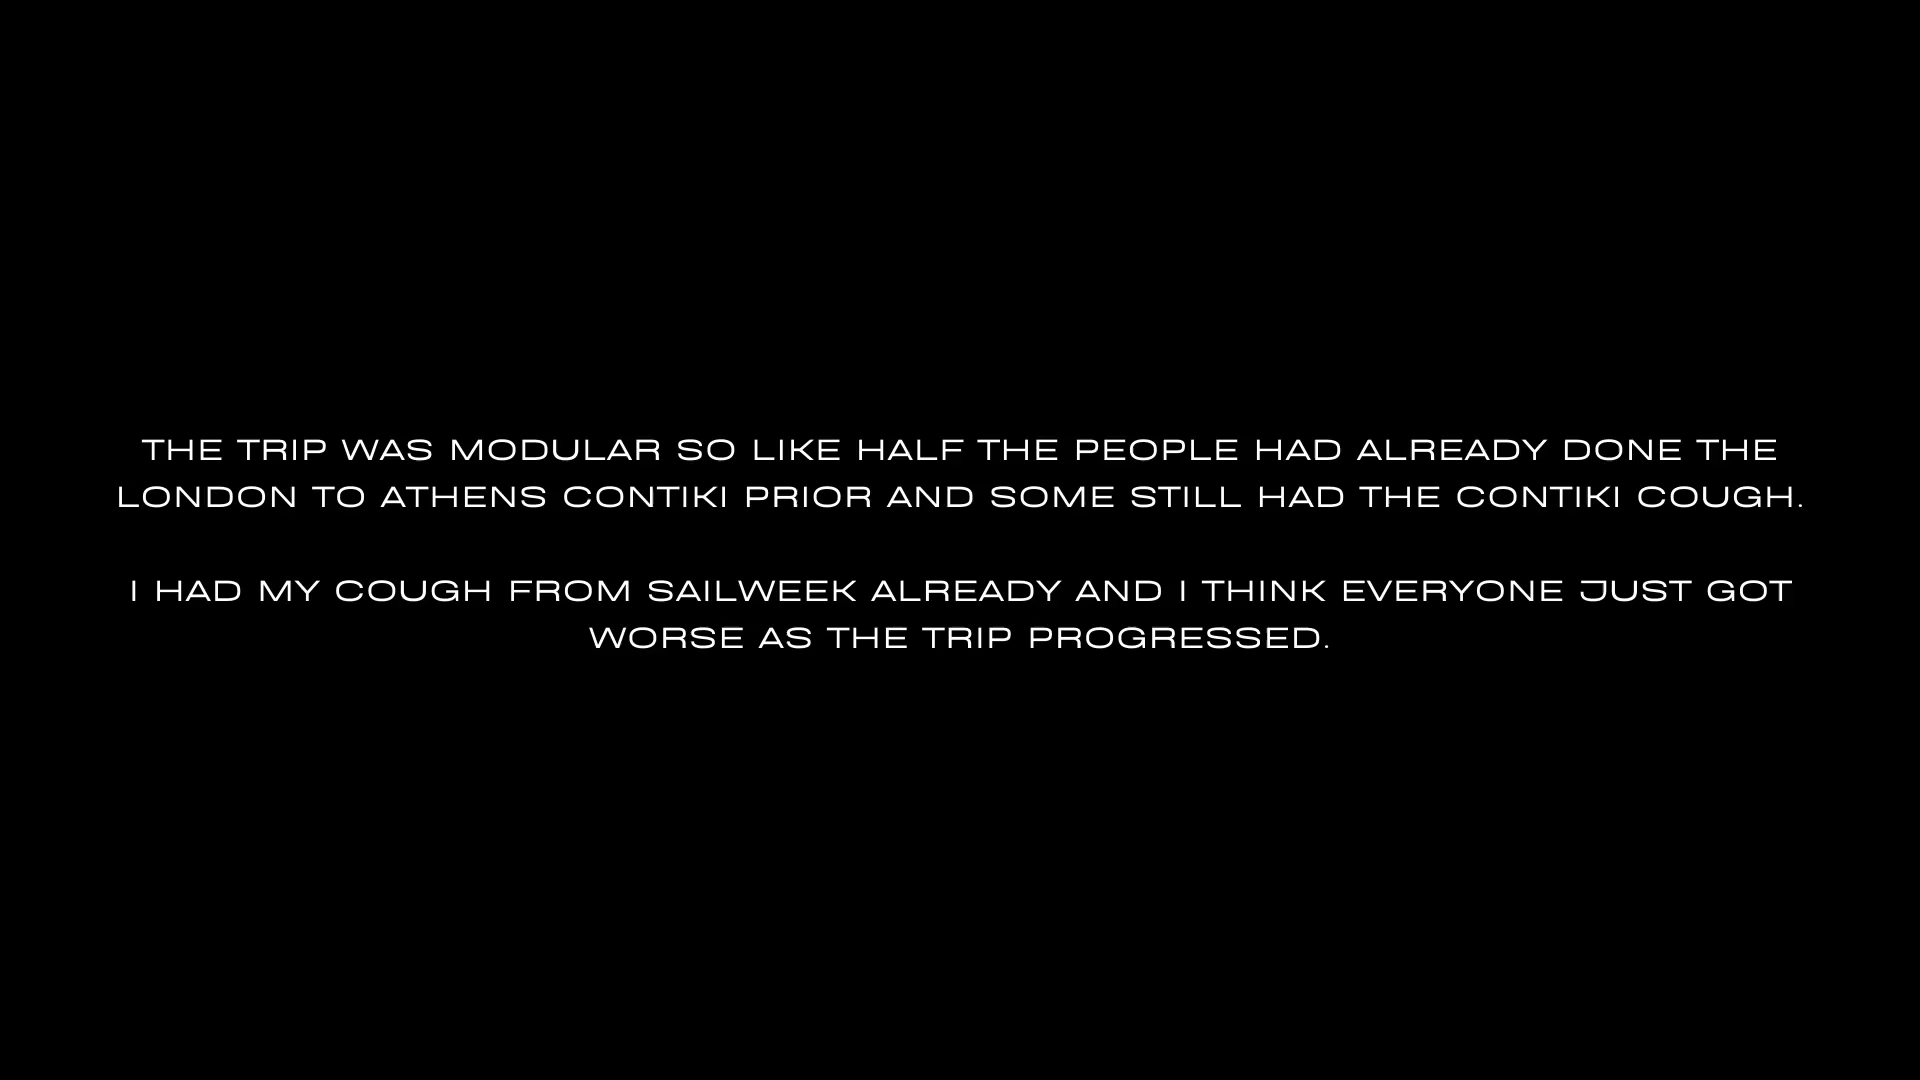 THE TRIP WAS MODULAR SO LIKE HALF THE PEOPLE HAD ALREADY DONE THE
LONDON TO ATHENS CONTIKI PRIOR AND SOME STILL HAD THE CONTIKI COUGH.
I HAD MY COUGH FROM SAILWEEK ALREADY AND I THINK EVERYONE JUST GOT
WORSE AS THE TRIP PROGRESSED.